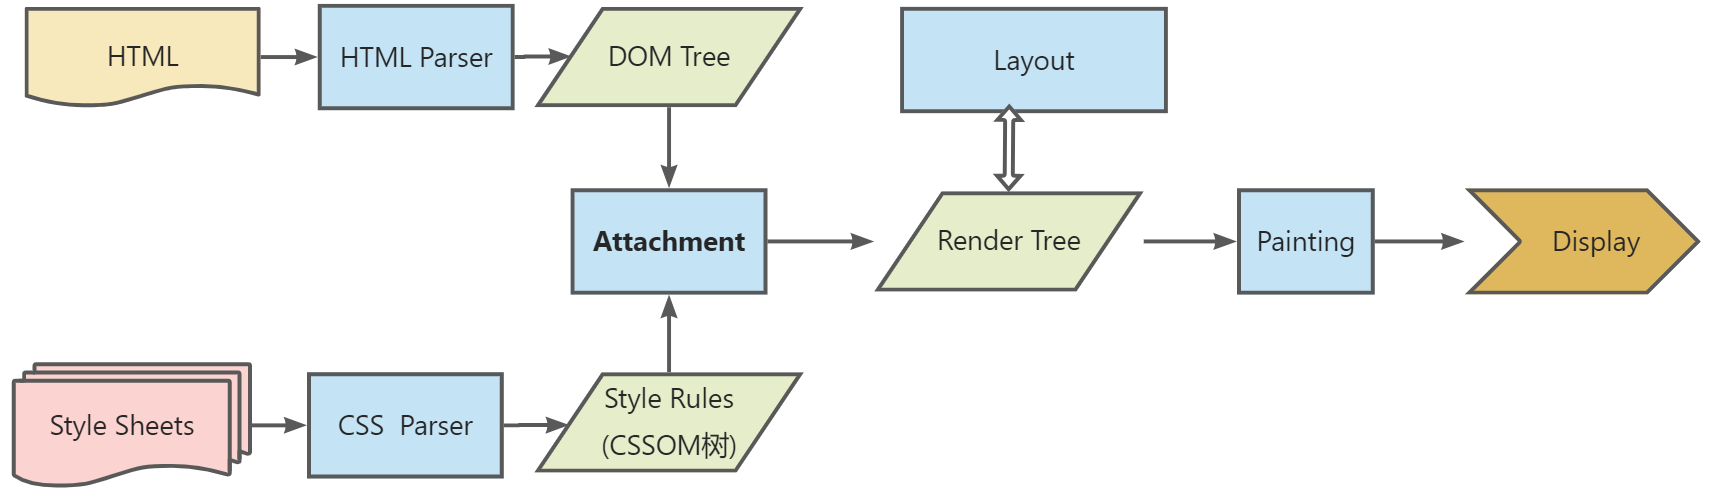 HTML
HTML Parser
DOM Tree
Layout
Attachment
Render Tree
Painting
Display
Style Sheets
CSS  Parser
Style Rules
(CSSOM树)